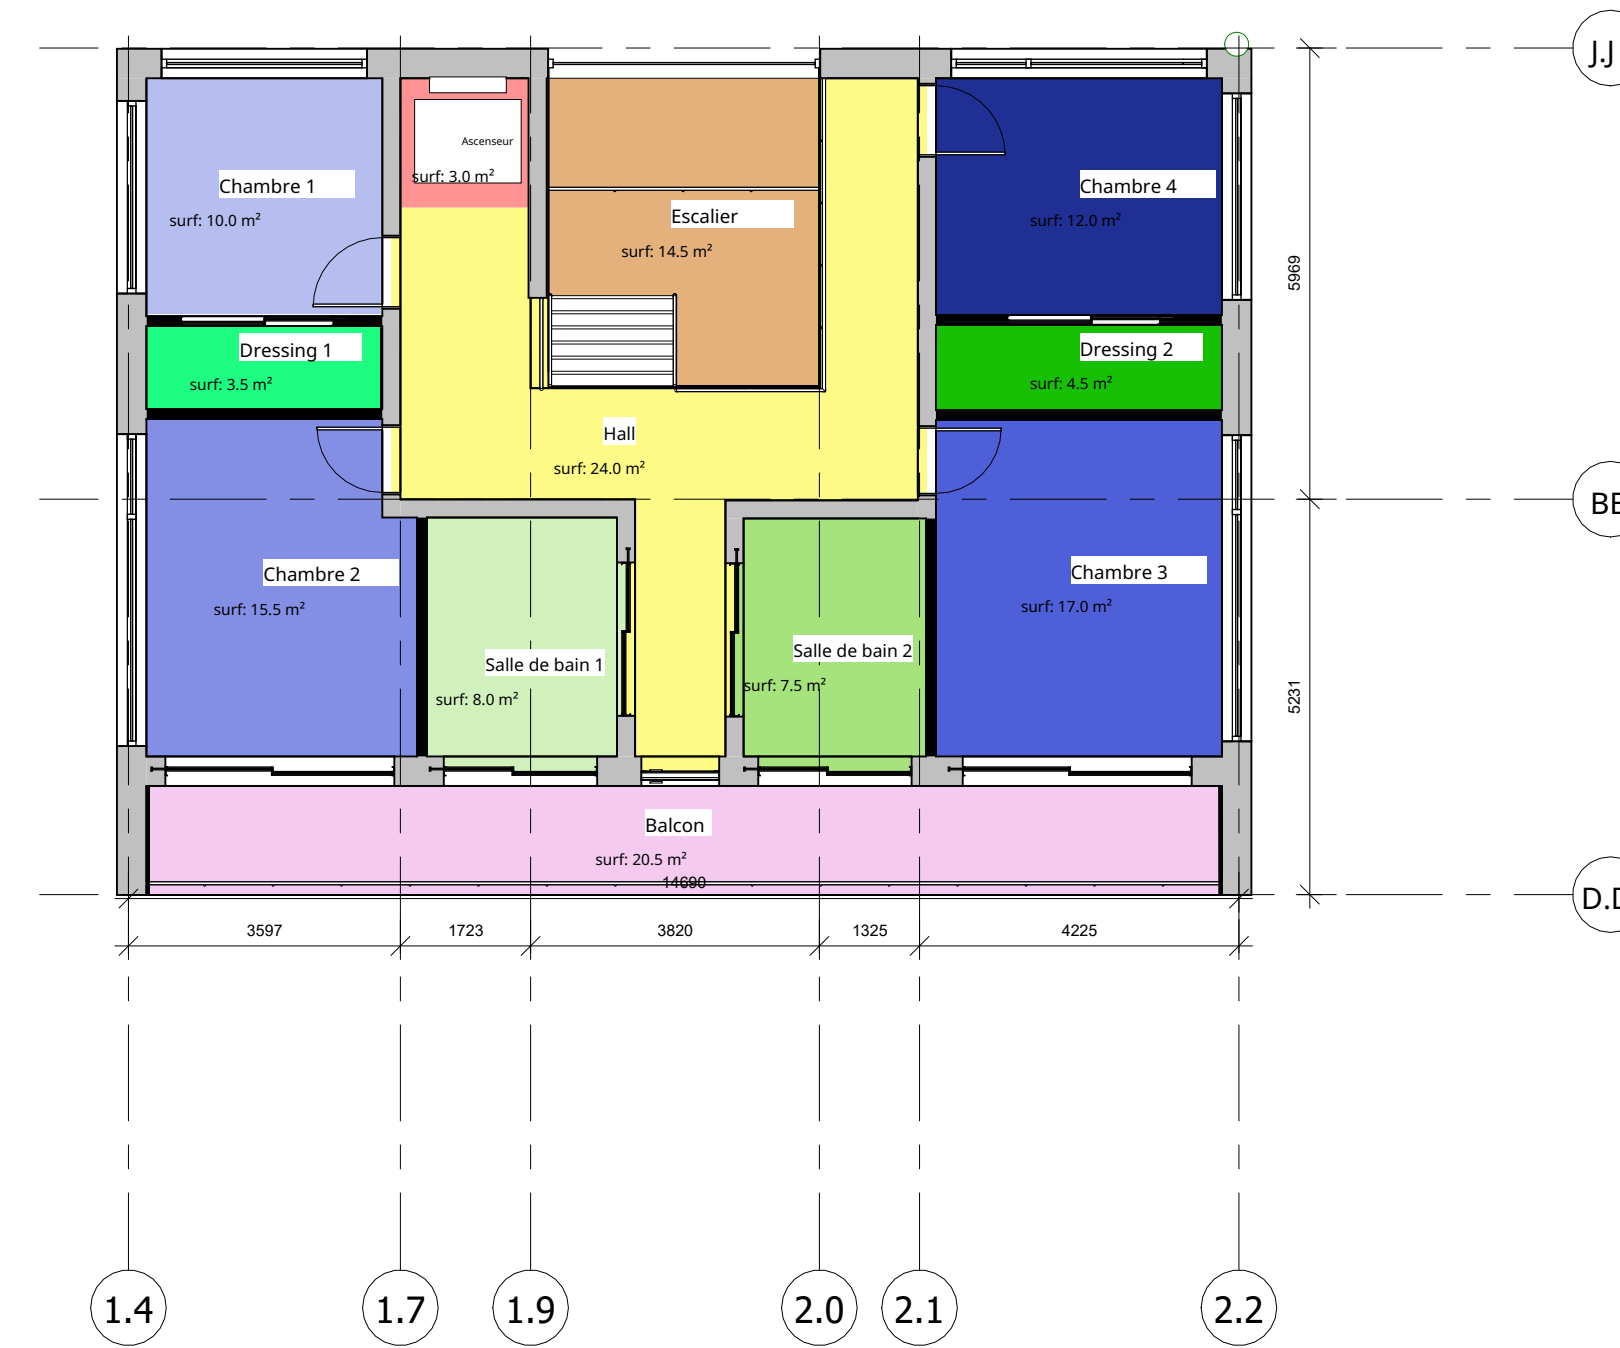 J.J
Ascenseur
surf: 3.0 m²
Chambre 1
surf: 10.0 m²
Escalier
surf: 14.5 m²
Chambre 4
surf: 12.0 m²
5969
Dressing 1
surf: 3.5 m²
Dressing 2
surf: 4.5 m²
Hall
surf: 24.0 m²
Chambre 2
surf: 15.5 m²
Chambre 3
surf: 17.0 m²
Salle de bain 1
surf: 8.0 m²
Salle de bain 2
surf: 7.5 m²
5231
Balcon
surf: 20.5 m²
14690
3597 1723 3820 1325 4225
1.4 1.7 1.9 2.0 2.1 2.2